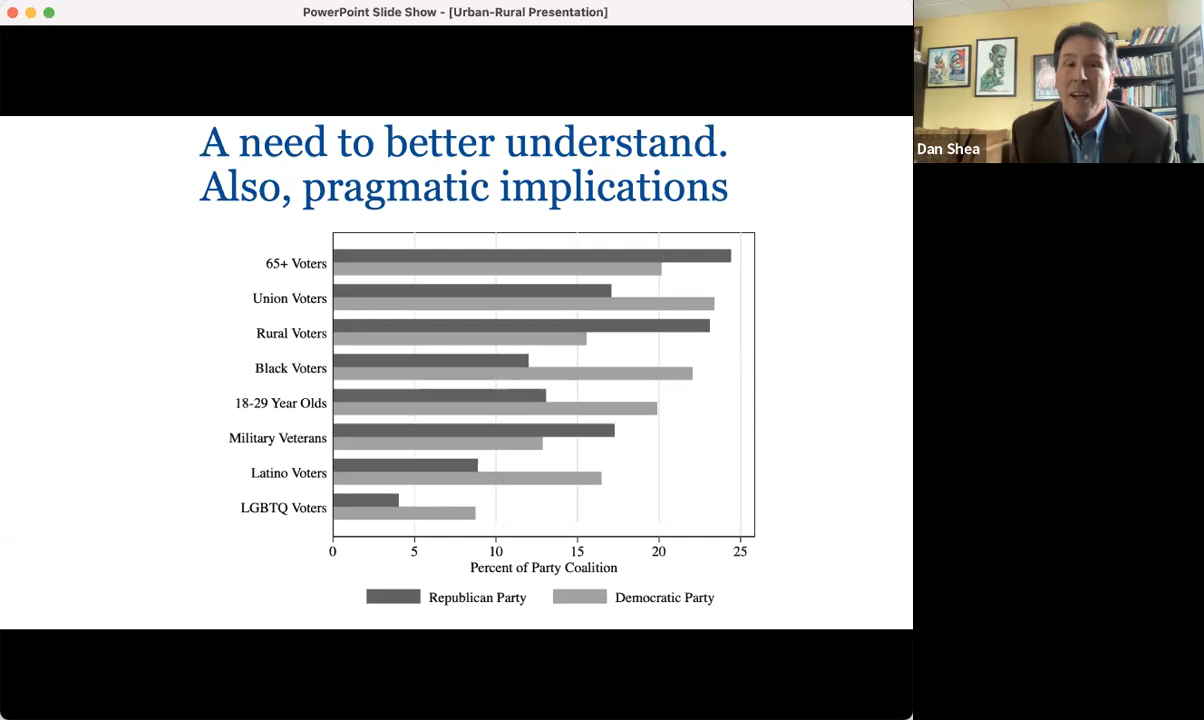 PowerPoint Slide Show - [Urban-Rural Presentation]
Dan Shea
A need to better understand.
Also, pragmatic implications
65+ Voters
Union Voters
Rural Voters
Black Voters
18-29 Year Olds
Military Veterans
Latino Voters
LGBTQ Voters
0 5 10 15 20 25
Percent of Party Coalition
Republican Party Democratic Party